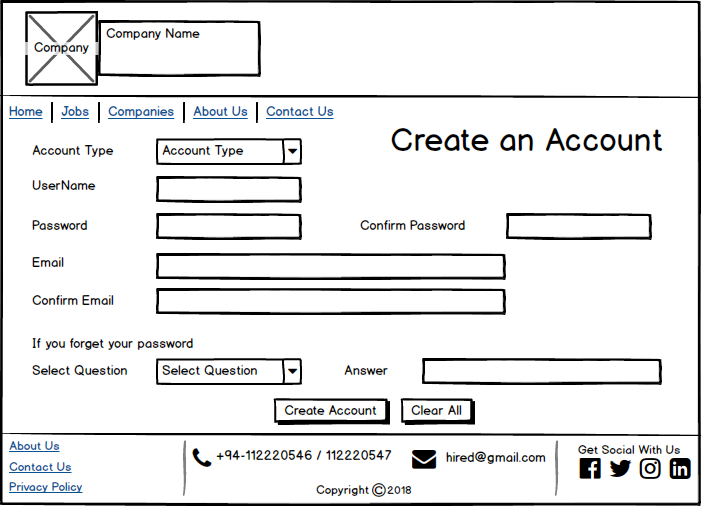 Company
Company Name
Home Jobs Companies About Us Contact Us
Create an Account
Account Type Account Type
UserName
Password Confirm Password
Email
Confirm Email
If you forget your password
Select Question Select Question Answer
Create Account Clear All
About Us
Contact Us
Privacy Policy
+94-112220546 / 112220547
hired@gmail.com
Copyright ©2018
Get Social With Us